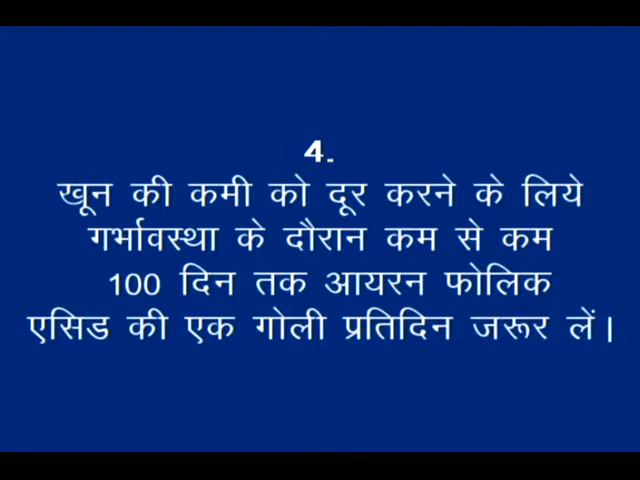 4.
खून की कमी को दूर करने के लिये
गर्भावस्था के दौरान कम से कम
100 दिन तक आयरन फोलिक
एसिड की एक गोली प्रतिदिन जरूर लें।